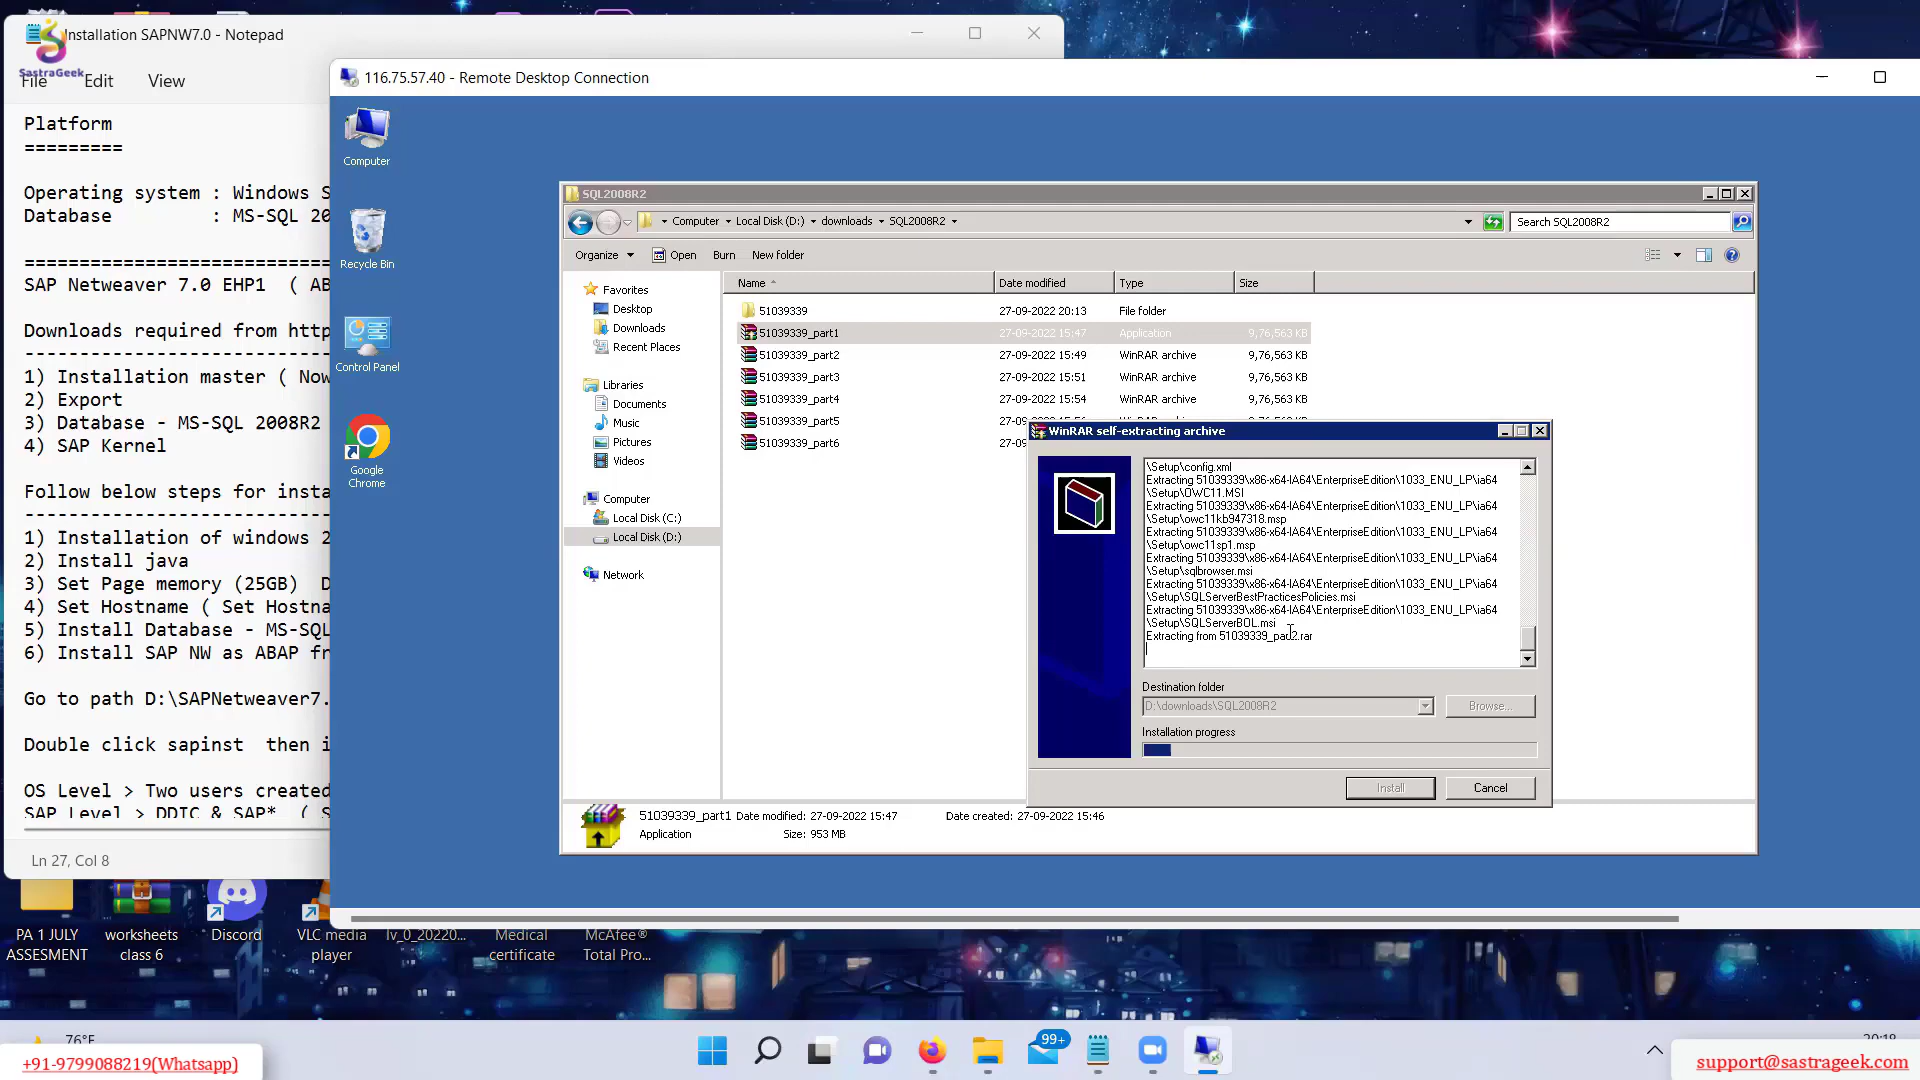 Installation SAPNW7.0 - Notepad
SastraGeek
File Edit View
Platform
=========
Operating system : Windows S
Database : MS-SQL 20
SAP Netweaver 7.0 EHP1 ( AB
Downloads required from http
1) Installation master ( Now
2) Export
3) Database - MS-SQL 2008R2
4) SAP Kernel
Follow below steps for insta
1) Installation of windows 2
2) Install java
3) Set Page memory (25GB) D
4) Set Hostname ( Set Hostna
5) Install Database - MS-SQL
6) Install SAP NW as ABAP fr
Go to path D:\SAPNetweaver7.
Double click sapinst then i
OS Level > Two users created
SAP Level > DDIC & SAP* ( S
Ln 27, Col 8
116.75.57.40 - Remote Desktop Connection
Computer
Recycle Bin
Control Panel
Google
Chrome
SQL2008R2
Computer Local Disk (D:) downloads SQL2008R2
Search SQL2008R2
Organize Open Burn New folder
Favorites
Desktop
Downloads
Recent Places
Libraries
Documents
Music
Pictures
Videos
Computer
Local Disk (C:)
Local Disk (D:)
Network
Name Date modified Type Size
51039339 27-09-2022 20:13 File folder
51039339_part1 27-09-2022 15:47 Application 9,76,563 KB
51039339_part2 27-09-2022 15:49 WinRAR archive 9,76,563 KB
51039339_part3 27-09-2022 15:51 WinRAR archive 9,76,563 KB
51039339_part4 27-09-2022 15:54 WinRAR archive 9,76,563 KB
51039339_part5
51039339_part6
WinRAR self-extracting archive
\Setup\config.xml
Extracting 51039339\x86-x64-IA64\EnterpriseEdition\1033_ENU_LP\ia64
\Setup\OWC11.MSI
Extracting 51039339\x86-x64-IA64\EnterpriseEdition\1033_ENU_LP\ia64
\Setup\owc11kb947318.msp
Extracting 51039339\x86-x64-IA64\EnterpriseEdition\1033_ENU_LP\ia64
\Setup\owc11sp1.msp
Extracting 51039339\x86-x64-IA64\EnterpriseEdition\1033_ENU_LP\ia64
\Setup\sqlbrowser.msi
Extracting 51039339\x86-x64-IA64\EnterpriseEdition\1033_ENU_LP\ia64
\Setup\SQLServerBestPracticesPolicies.msi
Extracting 51039339\x86-x64-IA64\EnterpriseEdition\1033_ENU_LP\ia64
\Setup\SQLServerBOL.msi
Extracting from 51039339_part2.rar
Destination folder
D:\downloads\SQL2008R2
Browse...
Installation progress
Install Cancel
51039339_part1 Date modified: 27-09-2022 15:47 Date created: 27-09-2022 15:46
Application Size: 953 MB
PA 1 JULY
ASSESMENT
worksheets
class 6
Discord
VLC media
player
lv_0_20220...
Medical
certificate
McAfee®
Total Pro...
76°F
99+
20:18
+91-9799088219(Whatsapp)
support@sastrageek.com